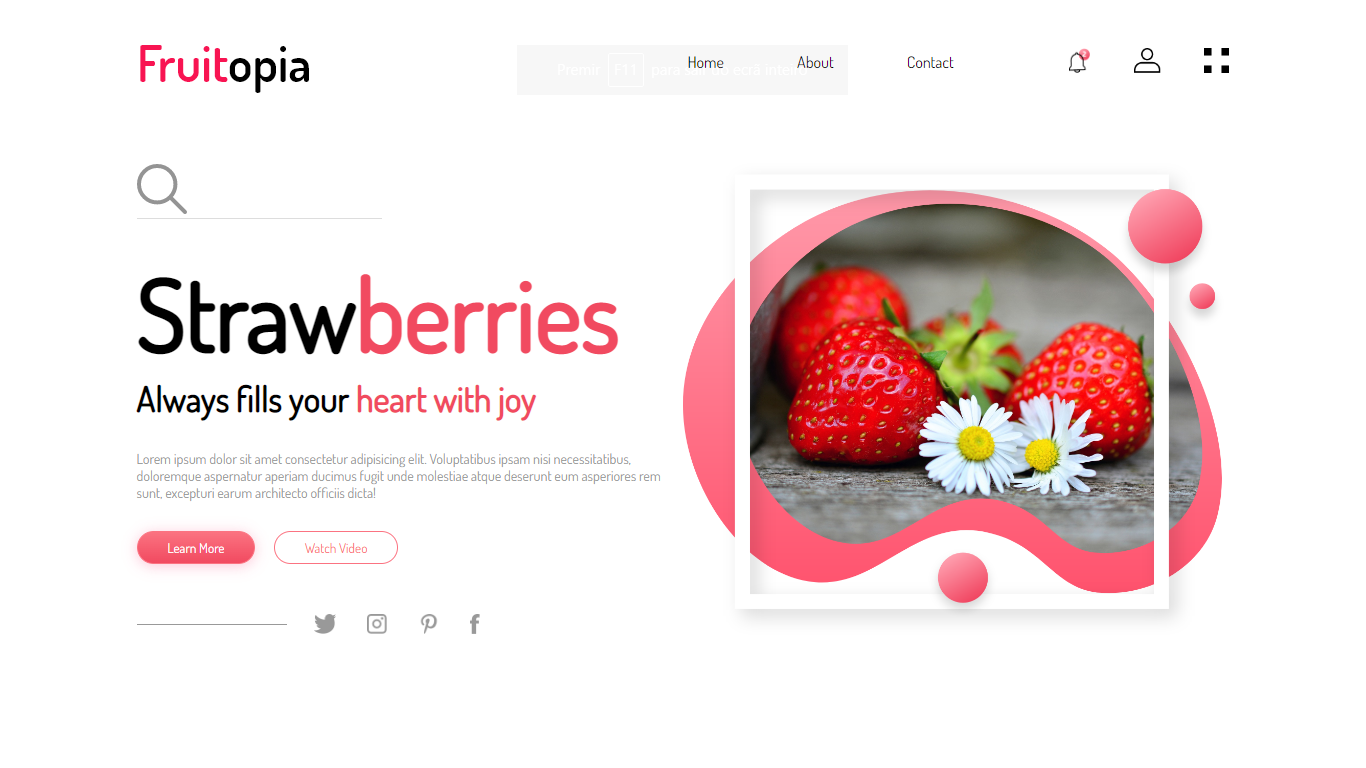 Fruitopia
Home About Contact
Premir F11 para sair do ecrã inteiro
Strawberries
Always fills your heart with joy
Lorem ipsum dolor sit amet consectetur adipisicing elit. Voluptatibus ipsam nisi necessitatibus,
doloremque aspernatur aperiam ducimus fugit unde molestiae atque deserunt eum asperiores rem
sunt, excepturi earum architecto officiis dicta!
Learn More Watch Video